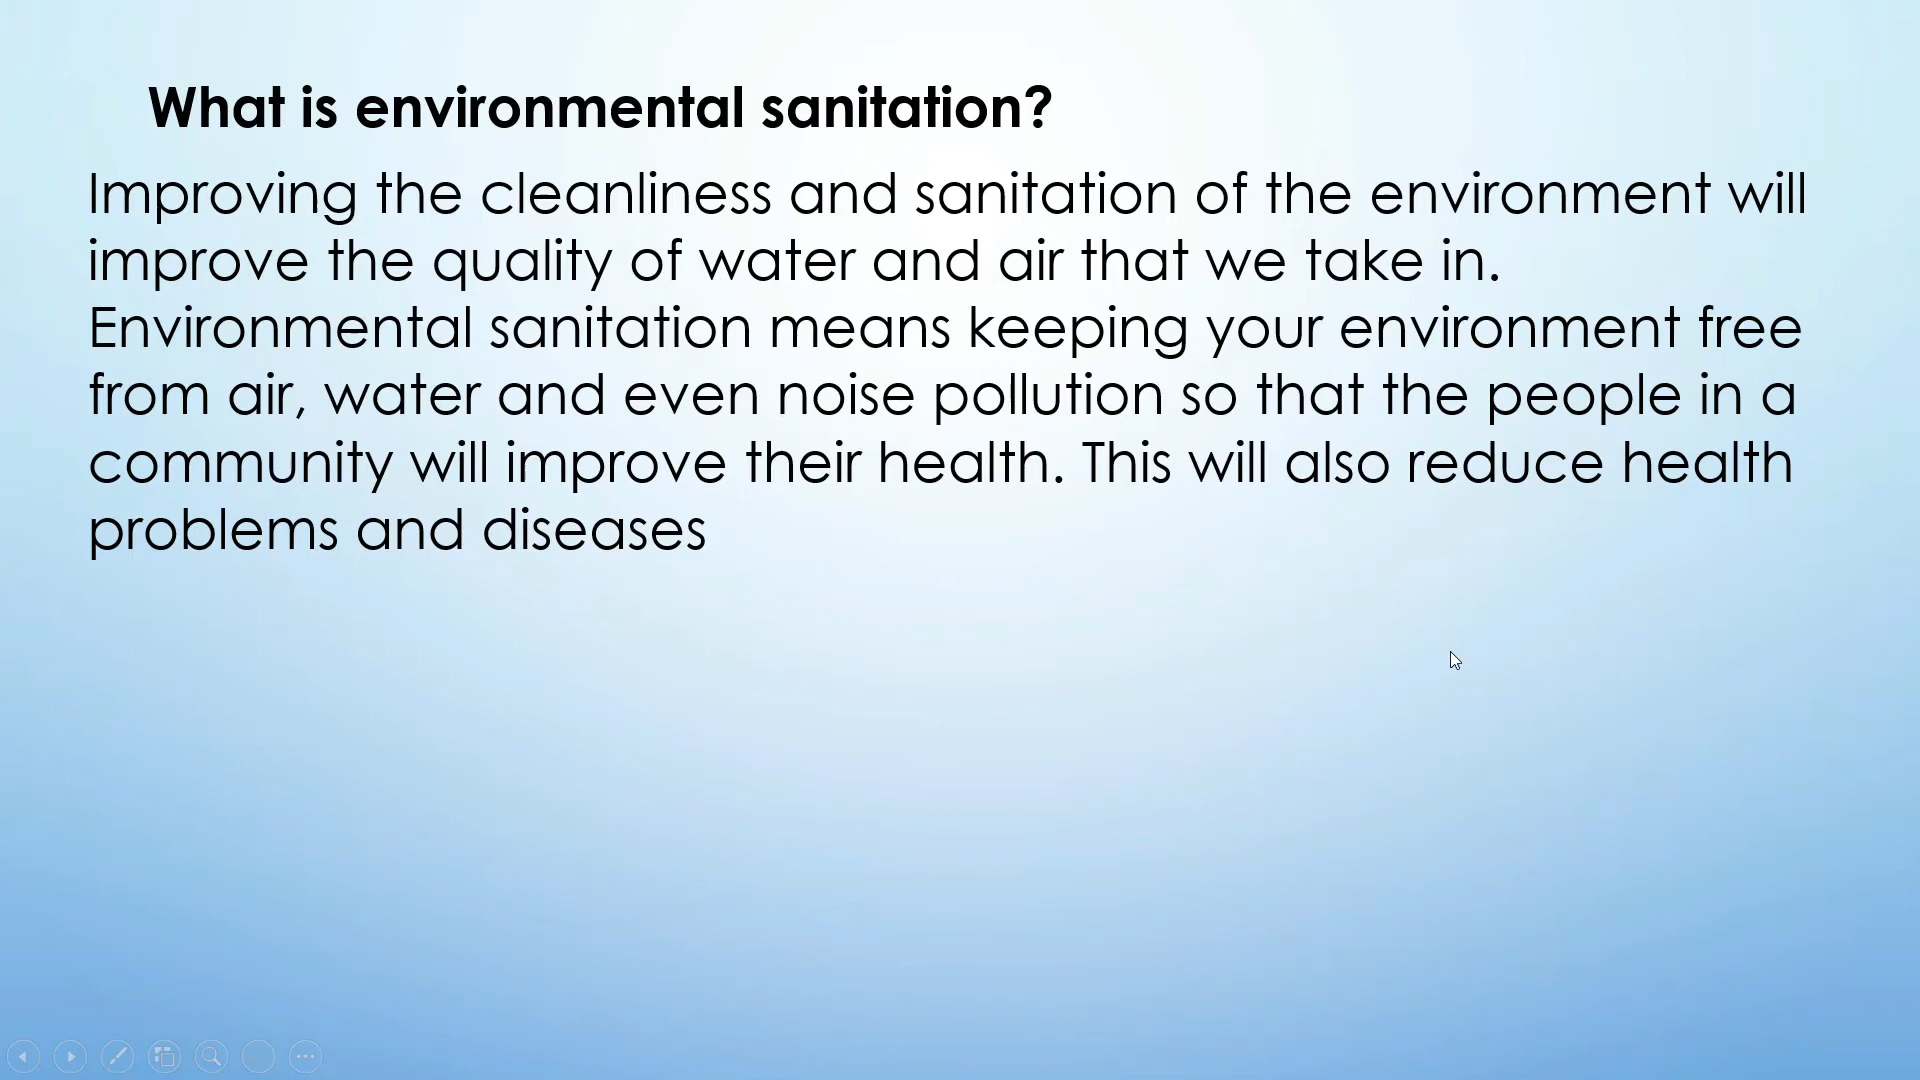 What is environmental sanitation?
Improving the cleanliness and sanitation of the environment will
improve the quality of water and air that we take in.
Environmental sanitation means keeping your environment free
from air, water and even noise pollution so that the people in a
community will improve their health. This will also reduce health
problems and diseases